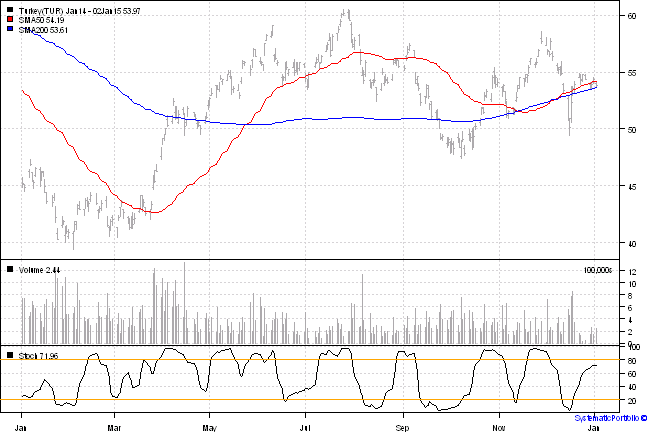 Turkey(TUR) Jan14 - 02Jan15 53.97
SMA50 54.19
SMA200 53.61
60
55
50
45
40
Volume 2.44
100,000s
12
10
8
6
4
2
0
Stoch 71.96
100
80
60
40
20
Jan
Mar
May
Jul
Sep
Nov
Jan
SystematicPortfolio ©